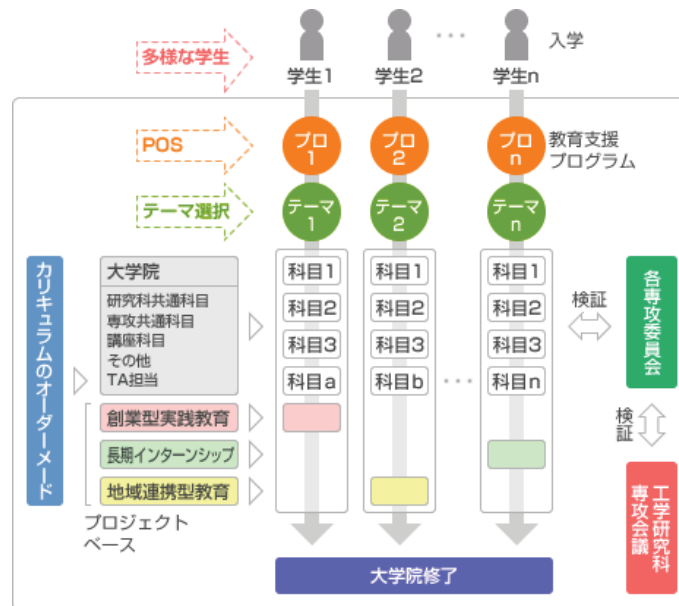 多様な学生
学生1
学生2
・・・
学生n
入学
POS
プロ
1
プロ
2
プロ
n
教育支援
プログラム
テーマ選択
テーマ
1
テーマ
2
テーマ
n
カリキュラムのオーダーメード
大学院
研究科共通科目
専攻共通科目
講座科目
その他
TA担当
創業型実践教育
長期インターンシップ
地域連携型教育
プロジェクト
ベース
科目1
科目2
科目3
科目a
科目1
科目2
科目3
科目b
・・・
科目1
科目2
科目3
科目n
検証
各専攻委員会
検証
工学研究科
専攻会議
大学院修了